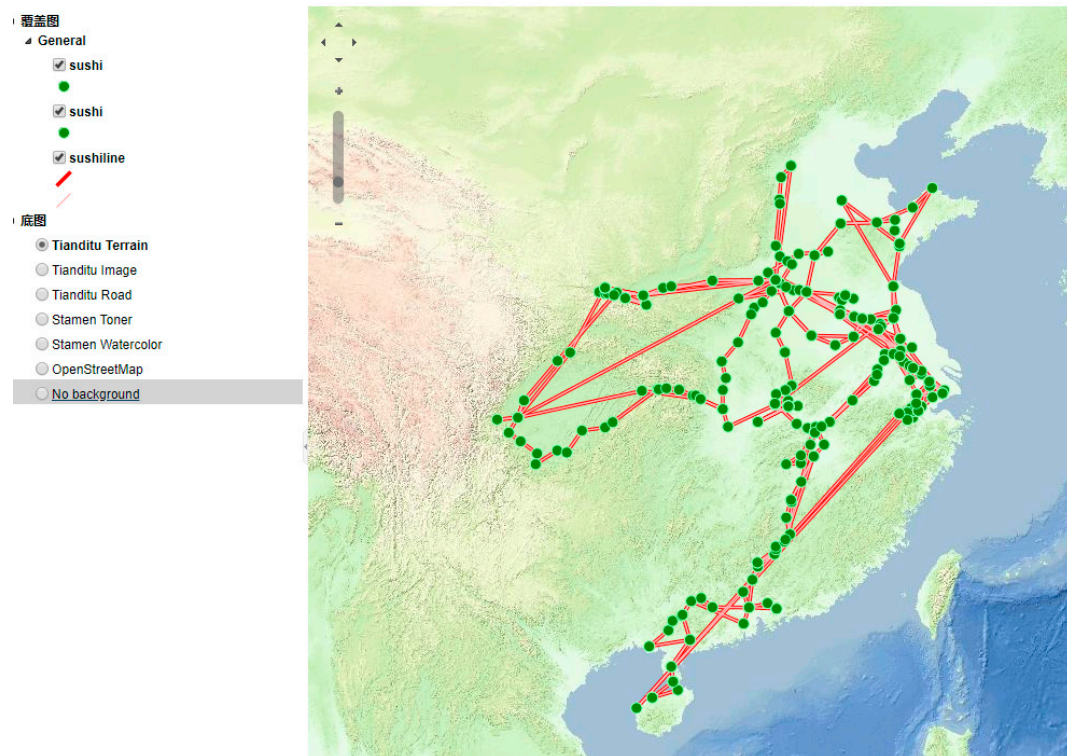 覆盖图
General
sushi
sushi
sushiline
底图
Tianditu Terrain
Tianditu Image
Tianditu Road
Stamen Toner
Stamen Watercolor
OpenStreetMap
No background